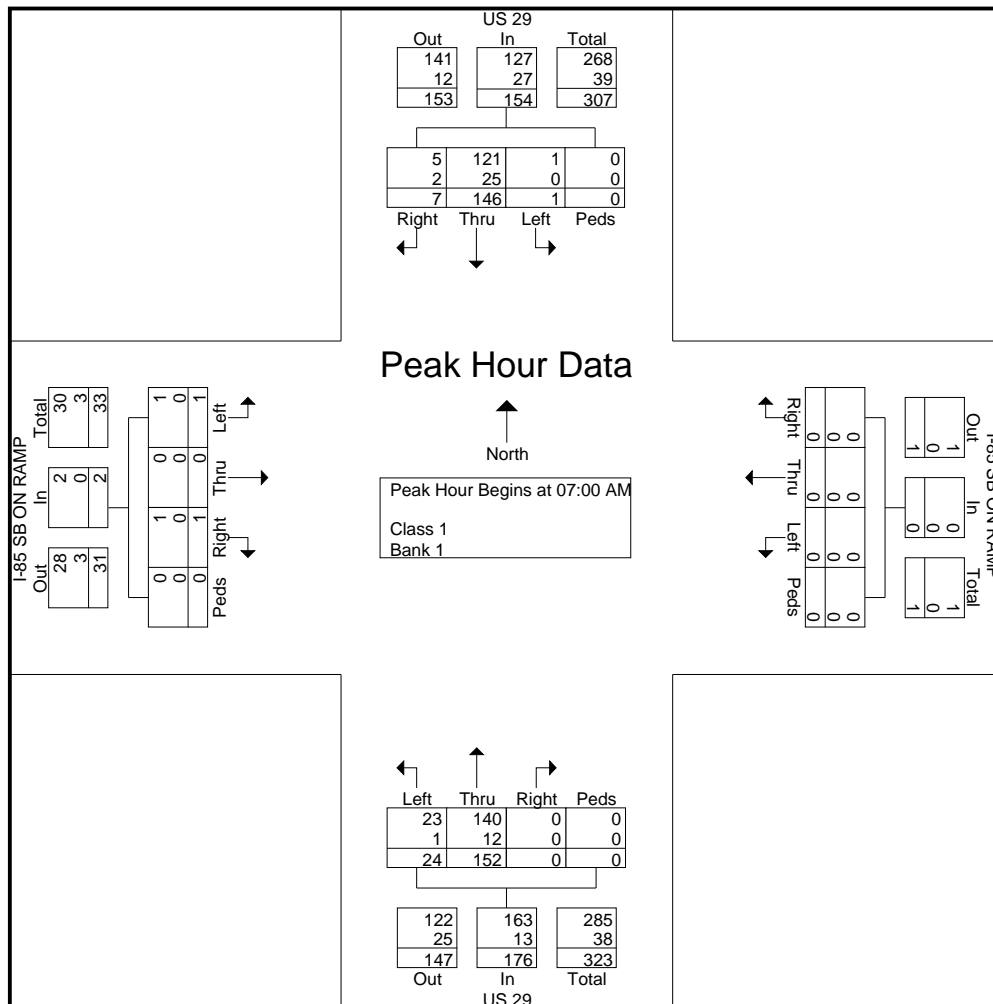 US 29
Out In Total
141 127 268
12 27 39
153 154 307
5 121 1 0
2 25 0 0
7 146 1 0
Right Thru Left Peds
Peak Hour Data
North
Peak Hour Begins at 07:00 AM
Class 1
Bank 1
I-85 SB ON RAMP
Out In Total
28 2 30
3 0 3
31 2 33
Peds Right Thru Left
0 1 0 1
0 0 0 0
0 1 0 1
I-85 SB ON RAMP
Out In Total
1 0 1
0 0 0
1 0 1
Right Thru Left Peds
0 0 0 0
0 0 0 0
0 0 0 0
Left Thru Right Peds
23 140 0 0
1 12 0 0
24 152 0 0
122 163 285
25 13 38
147 176 323
Out In Total
US 29